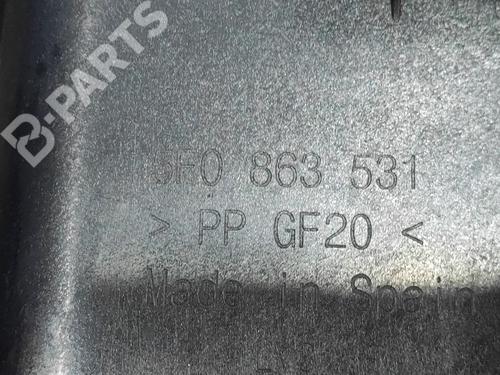 B-PARTS
5F0 863 531
> PP GF20 <
Made in Spain